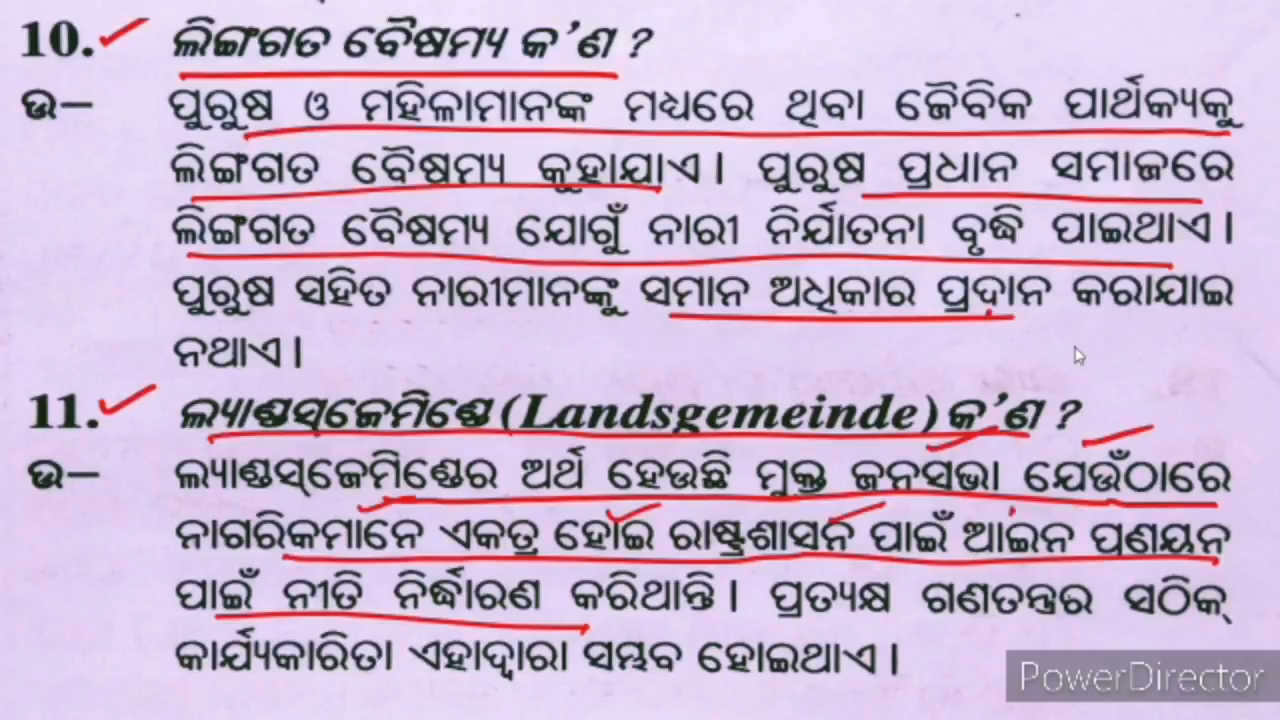 10. ଲିଙ୍ଗଗତ ବୈଷମ୍ୟ କ'ଣ ?
ଉ— ପୁରୁଷ ଓ ମହିଳାମାନଙ୍କ ମଧ୍ୟରେ ଥିବା ଜୈବିକ ପାର୍ଥକ୍ୟକୁ
ଲିଙ୍ଗଗତ ବୈଷମ୍ୟ କୁହାଯାଏ। ପୁରୁଷ ପ୍ରଧାନ ସମାଜରେ
ଲିଙ୍ଗଗତ ବୈଷମ୍ୟ ଯୋଗୁଁ ନାରୀ ନିର୍ଯାତନା ବୃଦ୍ଧି ପାଇଥାଏ।
ପୁରୁଷ ସହିତ ନାରୀମାନଙ୍କୁ ସମାନ ଅଧିକାର ପ୍ରଦାନ କରାଯାଇ
ନଥାଏ।
11. ଲ୍ୟାଣ୍ଡସ୍‌ଜେମିଣ୍ଡେ (Landsgemeinde) କ'ଣ ?
ଉ— ଲ୍ୟାଣ୍ଡସ୍‌ଜେମିଣ୍ଡେର ଅର୍ଥ ହେଉଛି ମୁକ୍ତ ଜନସଭା ଯେଉଁଠାରେ
ନାଗରିକମାନେ ଏକତ୍ର ହୋଇ ରାଷ୍ଟ୍ରଶାସନ ପାଇଁ ଆଇନ ପ୍ରଣୟନ
ପାଇଁ ନୀତି ନିର୍ଦ୍ଧାରଣ କରିଥାନ୍ତି। ପ୍ରତ୍ୟକ୍ଷ ଗଣତନ୍ତ୍ରର ସଠିକ୍
କାର୍ଯ୍ୟକାରିତା ଏହାଦ୍ୱାରା ସମ୍ଭବ ହୋଇଥାଏ।
PowerDirector